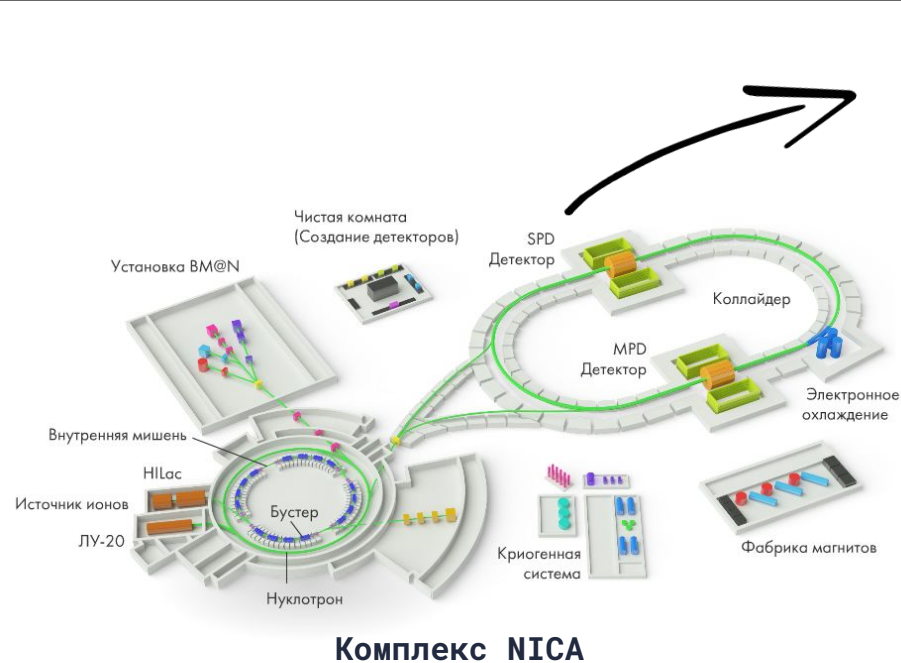 Чистая комната
(Создание детекторов)
SPD
Детектор
Установка BM@N
Коллайдер
MPD
Детектор
Электронное
охлаждение
Внутренняя мишень
HILac
Источник ионов
Бустер
ЛУ-20
Криогенная
система
Фабрика магнитов
Нуклотрон
Комплекс NICA